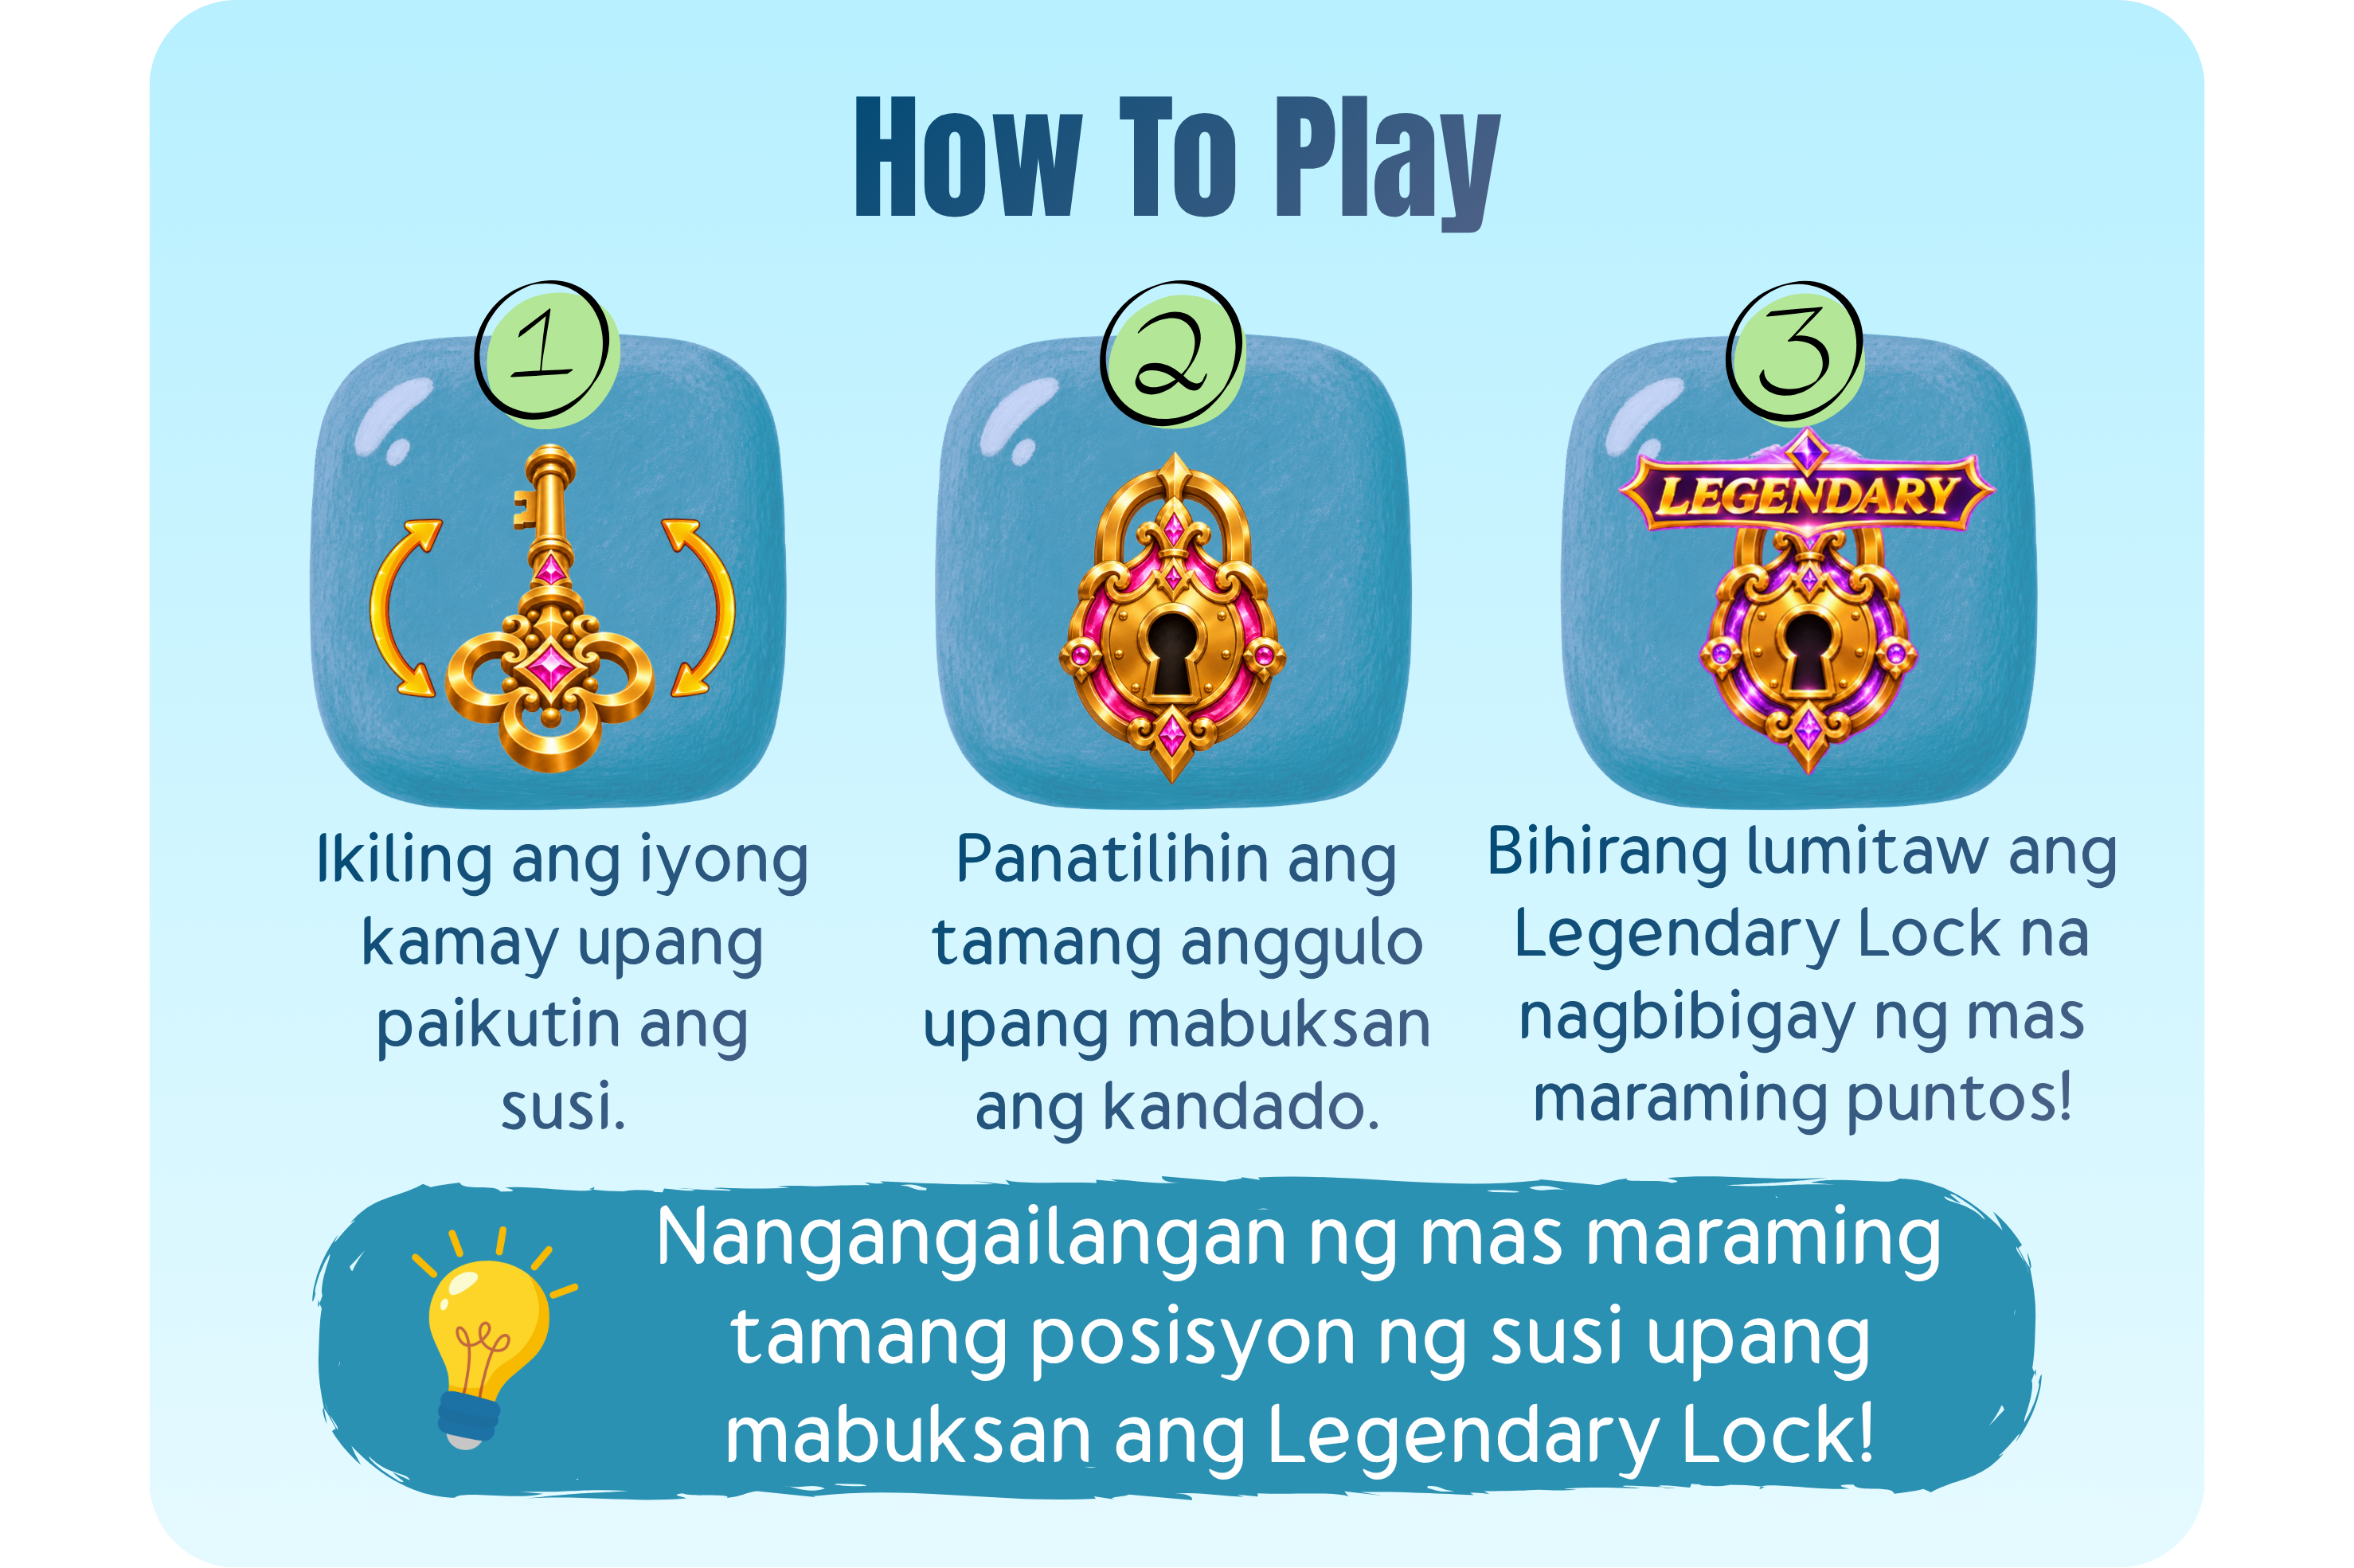 How To Play
1
Ikiling ang iyong
kamay upang
paikutin ang
susi.
2
Panatilihin ang
tamang anggulo
upang mabuksan
ang kandado.
3
LEGENDARY
Bihirang lumitaw ang
Legendary Lock na
nagbibigay ng mas
maraming puntos!
Nangangailangan ng mas maraming
tamang posisyon ng susi upang
mabuksan ang Legendary Lock!